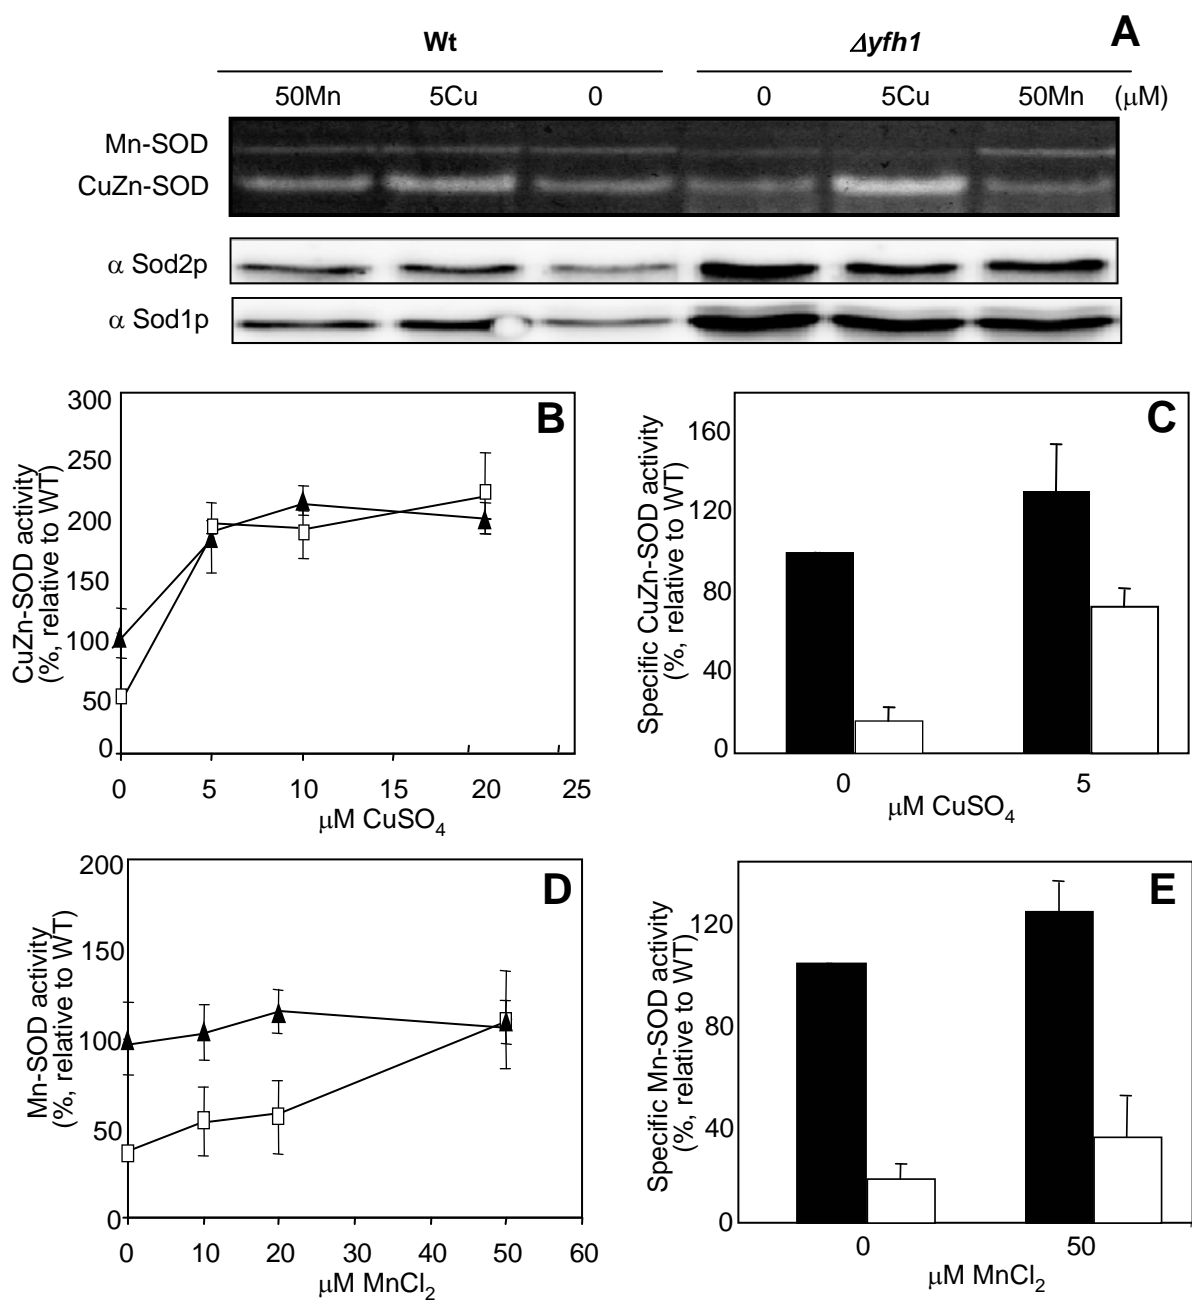 Wt Δyfh1 A
50Mn 5Cu 0 0 5Cu 50Mn (μM)
Mn-SOD
CuZn-SOD
α Sod2p
α Sod1p
B
CuZn-SOD activity
(%, relative to WT)
300
250
200
150
100
50
0
0 5 10 15 20 25
μM CuSO4
C
Specific CuZn-SOD activity
(%, relative to WT)
160
120
80
40
0
0 5
μM CuSO4
D
Mn-SOD activity
(%, relative to WT)
200
150
100
50
0
0 10 20 30 40 50 60
μM MnCl2
E
Specific Mn-SOD activity
(%, relative to WT)
120
80
40
0
0 50
μM MnCl2